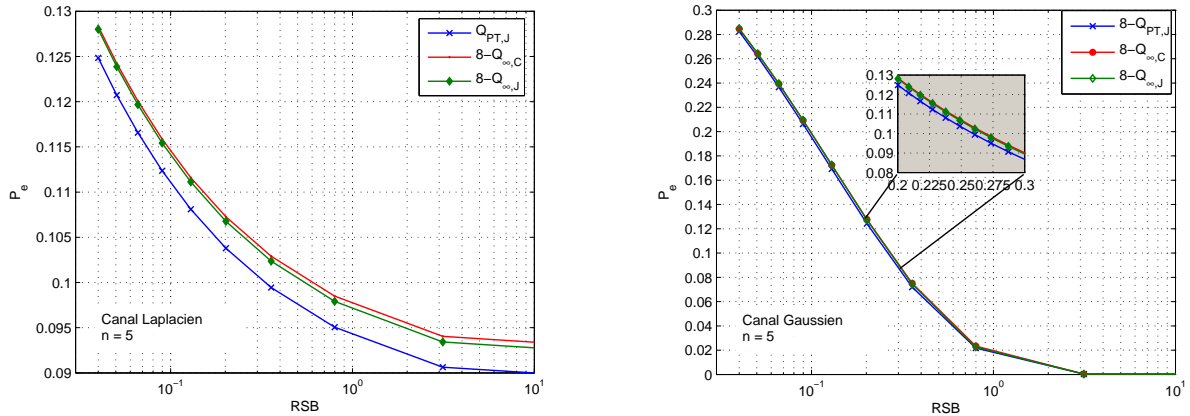 0.13
0.125
0.12
0.115
0.11
0.105
0.1
0.095
0.09
P_e
10^-1
10^0
10^1
RSB
Q_PT,J
8−Q_∞,C
8−Q_∞,J
Canal Laplacien
n = 5
0.3
0.28
0.26
0.24
0.22
0.2
0.18
0.16
0.14
0.12
0.1
0.08
0.06
0.04
0.02
0
P_e
10^-1
10^0
10^1
RSB
8−Q_PT,J
8−Q_∞,C
8−Q_∞,J
0.13
0.12
0.11
0.1
0.09
0.08
0.2 0.225 0.25 0.275 0.3
Canal Gaussien
n = 5